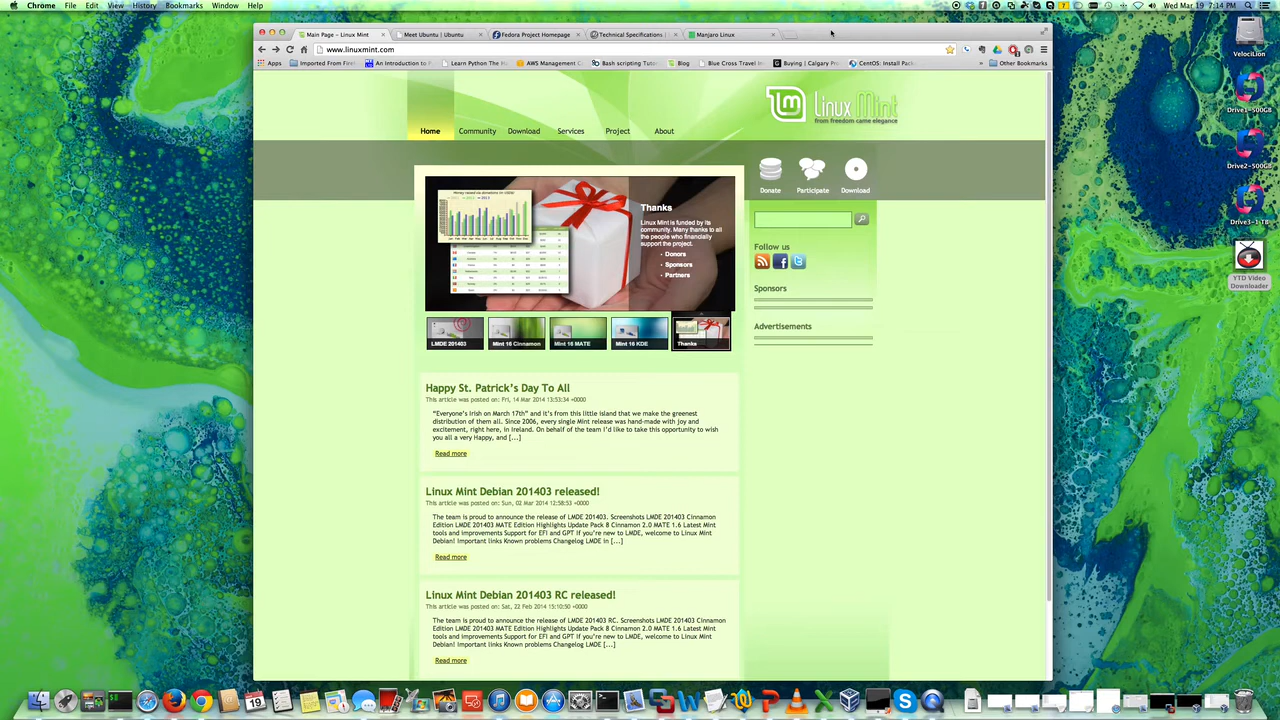 Chrome File Edit View History Bookmarks Window Help
Wed Mar 19 7:14 PM
Main Page – Linux Mint
Meet Ubuntu | Ubuntu
Fedora Project Homepage
Technical Specifications |
Manjaro Linux
www.linuxmint.com
Apps
Imported From Fire
An Introduction to
Learn Python The H
AWS Management C
Bash scripting Tuto
Blog
Blue Cross Travel In
Buying | Calgary Pro
CentOS: Install Pack
»
Other Bookmarks
VelociLion
Drive1-500GB
Drive2-500GB
Drive3-1 TB
YTD Video
Downloader
Linux Mint
from freedom came elegance
Home Community Download Services Project About
Donate Participate Download
Thanks
Linux Mint is funded by its
community. Many thanks to all
the people who financially
support the project.
• Donors
• Sponsors
• Partners
LMDE 201403
Mint 16 Cinnamon
Mint 16 MATE
Mint 16 KDE
Thanks
Follow us
Sponsors
Advertisements
Happy St. Patrick's Day To All
This article was posted on: Fri, 14 Mar 2014 13:53:34 +0000
"Everyone's Irish on March 17th" and it's from this little island that we make the greenest
distribution of them all. Since 2006, every single Mint release was hand-made with joy and
excitement, right here, in Ireland. On behalf of the team I'd like to take this opportunity to wish
you all a very Happy, and [...]
Read more
Linux Mint Debian 201403 released!
This article was posted on: Sun, 02 Mar 2014 12:58:53 +0000
The team is proud to announce the release of LMDE 201403. Screenshots LMDE 201403 Cinnamon
Edition LMDE 201403 MATE Edition Highlights Update Pack 8 Cinnamon 2.0 MATE 1.6 Latest Mint
tools and improvements Support for EFI and GPT If you're new to LMDE, welcome to Linux Mint
Debian! Important links Known problems Changelog LMDE in [...]
Read more
Linux Mint Debian 201403 RC released!
This article was posted on: Sat, 22 Feb 2014 15:10:50 +0000
The team is proud to announce the release of LMDE 201403 RC. Screenshots LMDE 201403 Cinnamon
Edition LMDE 201403 MATE Edition Highlights Update Pack 8 Cinnamon 2.0 MATE 1.6 Latest Mint
tools and improvements Support for EFI and GPT If you're new to LMDE, welcome to Linux Mint
Debian! Important links Known problems Changelog LMDE [...]
Read more